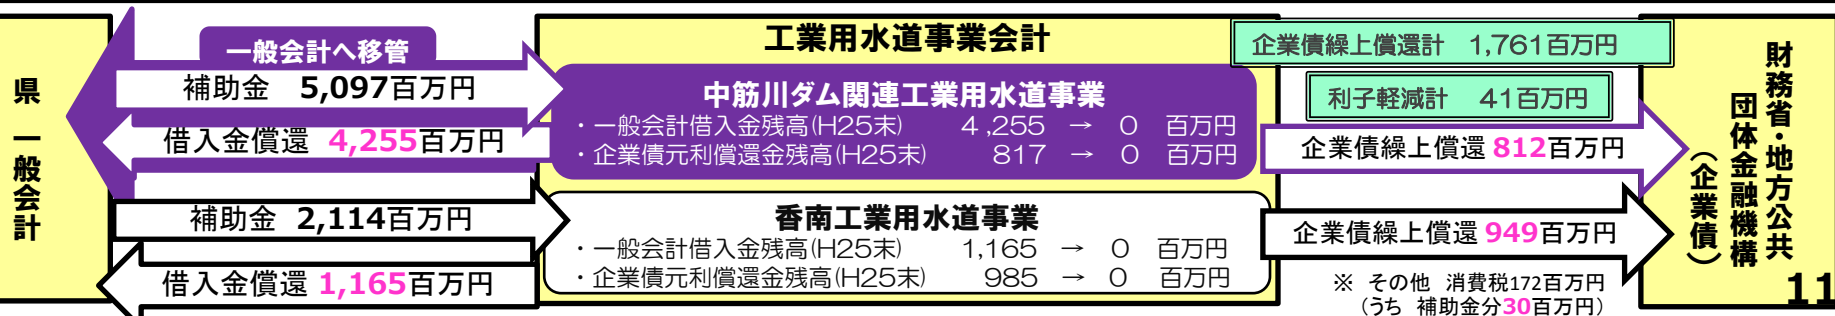 県 一般会計
一般会計へ移管
補助金 5,097百万円
借入金償還 4,255百万円
補助金 2,114百万円
借入金償還 1,165百万円
工業用水道事業会計
中筋川ダム関連工業用水道事業
・一般会計借入金残高(H25末) 4,255 → 0 百万円
・企業債元利償還金残高(H25末) 817 → 0 百万円
香南工業用水道事業
・一般会計借入金残高(H25末) 1,165 → 0 百万円
・企業債元利償還金残高(H25末) 985 → 0 百万円
企業債繰上償還計 1,761百万円
利子軽減計 41百万円
企業債繰上償還 812百万円
企業債繰上償還 949百万円
※ その他 消費税172百万円
(うち 補助金分30百万円)
財務省・地方公共
団体金融機構
(企業債)
11